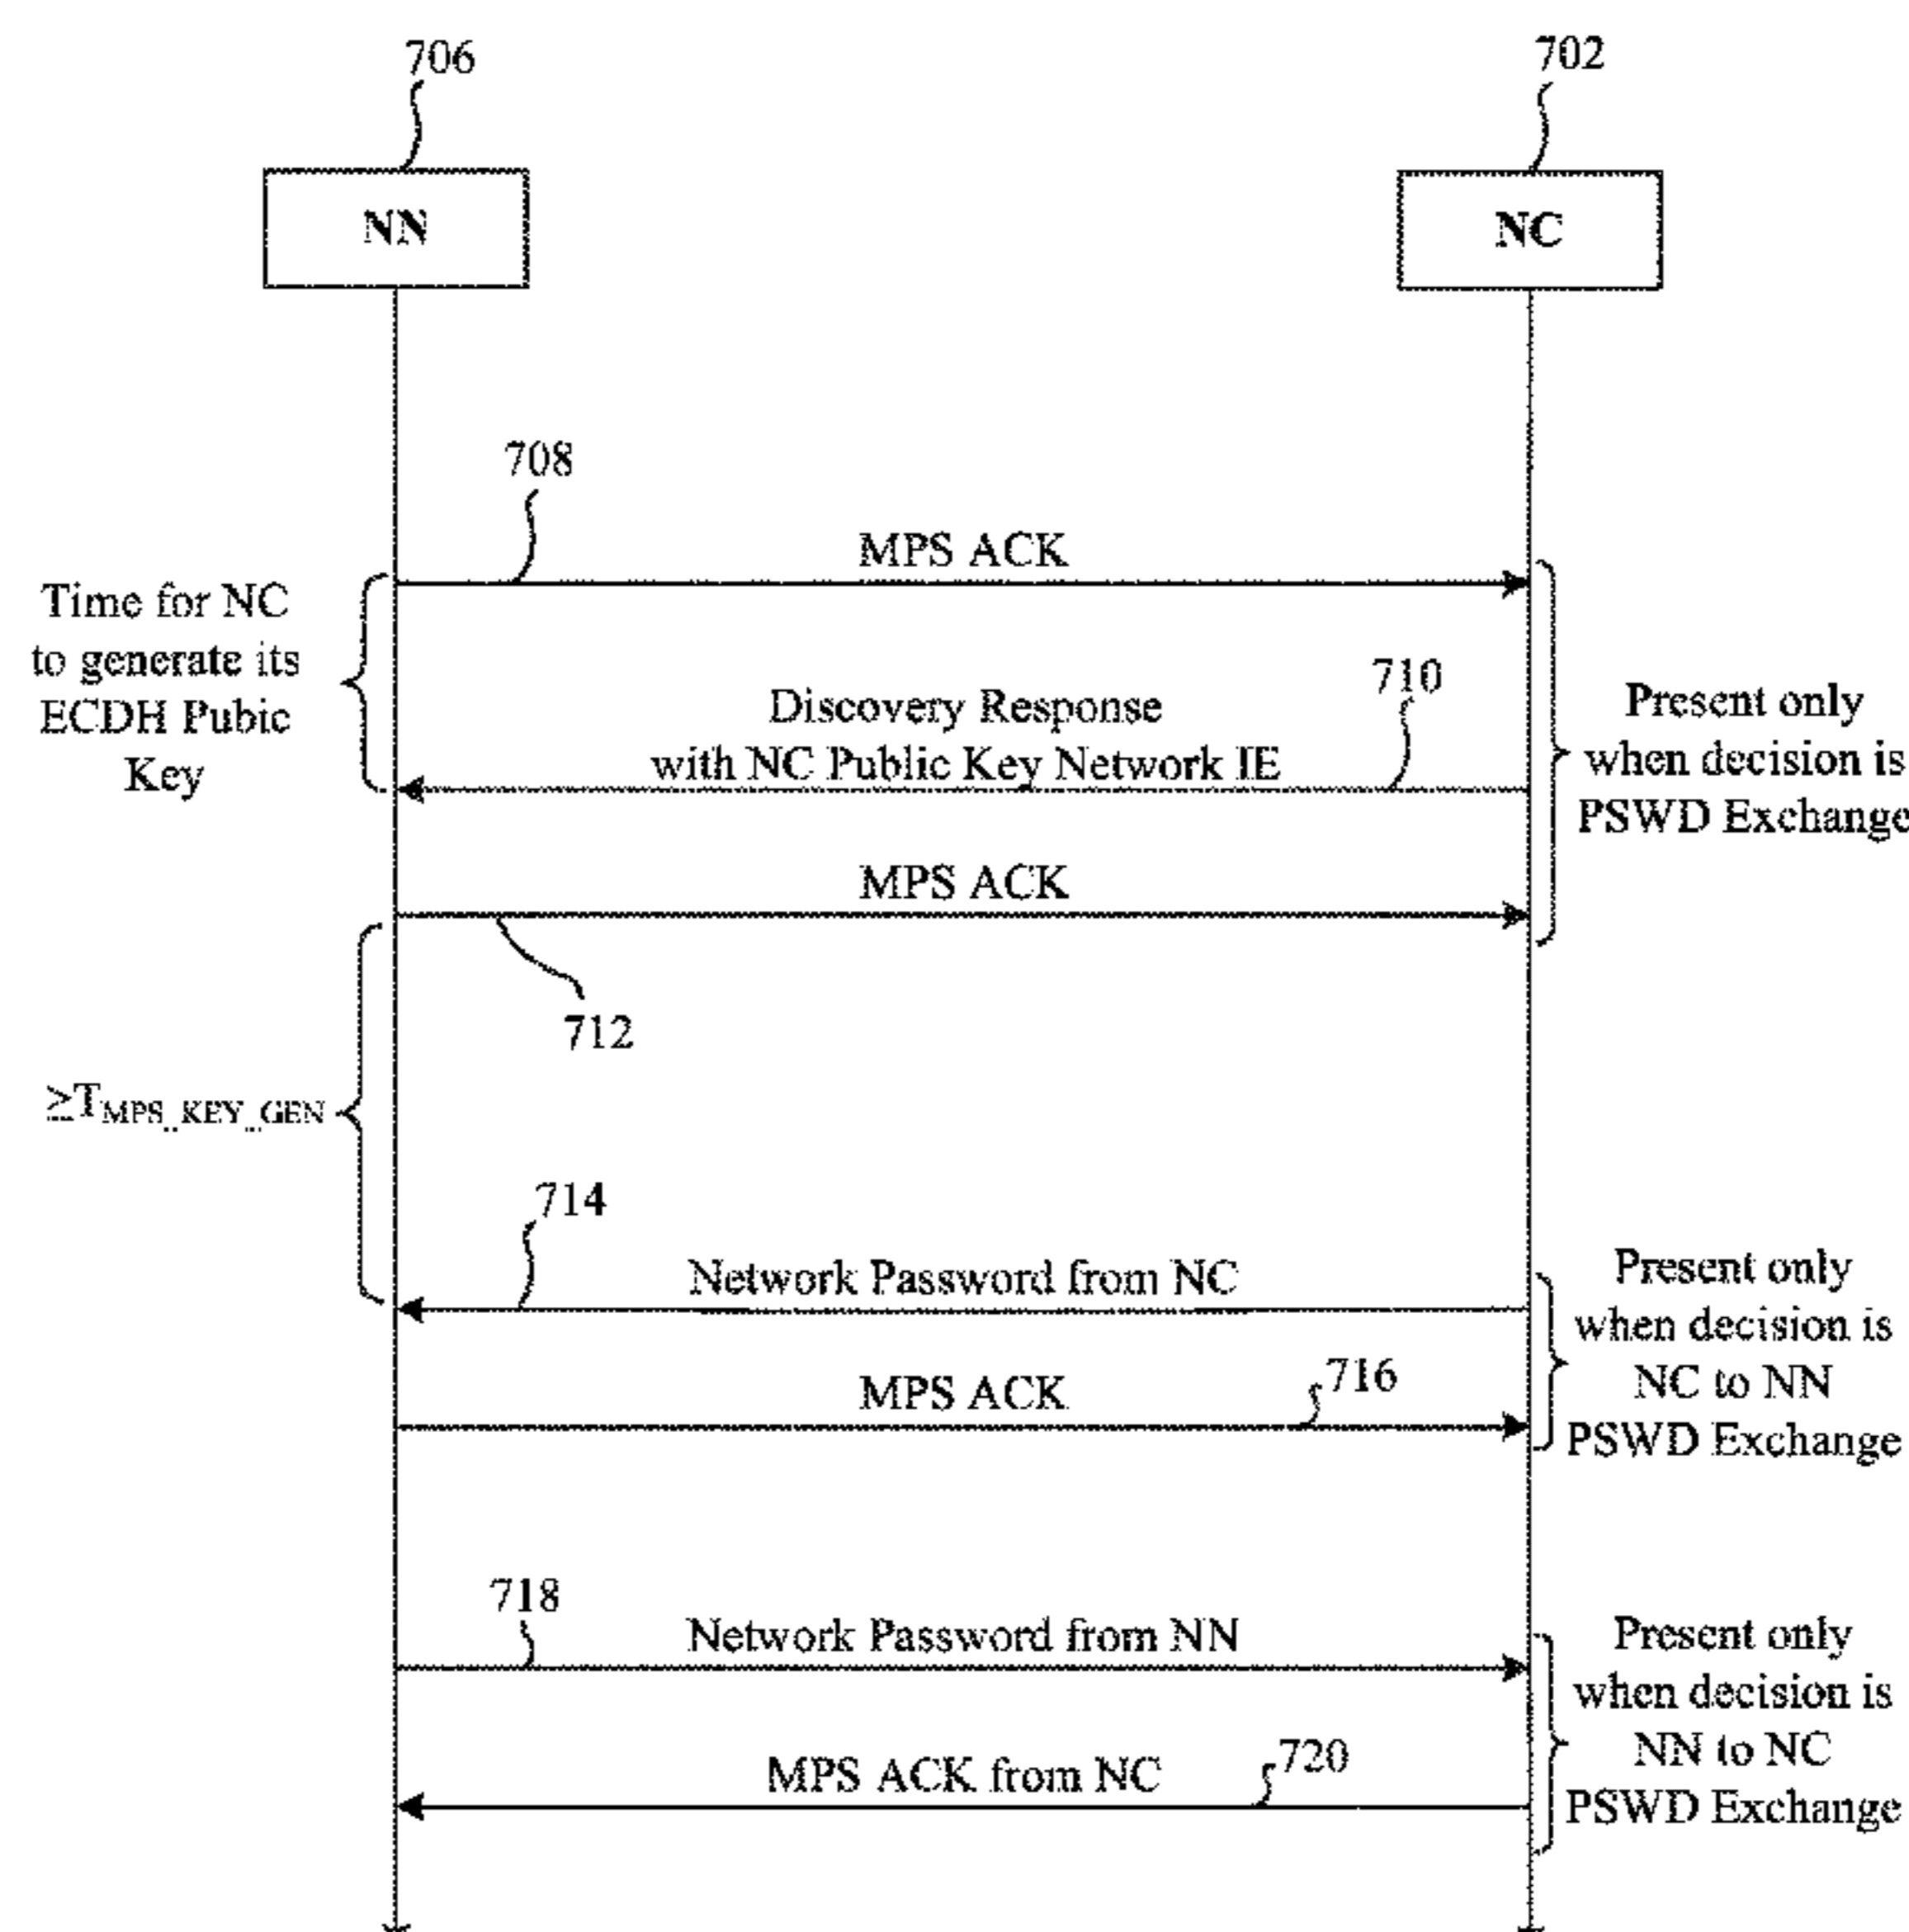 706
702
NN
NC
708
MPS ACK
Time for NC
to generate its
ECDH Pubic
Key
710
Discovery Response
with NC Public Key Network IE
Present only
when decision is
PSWD Exchange
MPS ACK
712
≥TMPS_KEY_GEN
714
Network Password from NC
Present only
when decision is
NC to NN
PSWD Exchange
716
MPS ACK
718
Network Password from NN
Present only
when decision is
NN to NC
PSWD Exchange
720
MPS ACK from NC